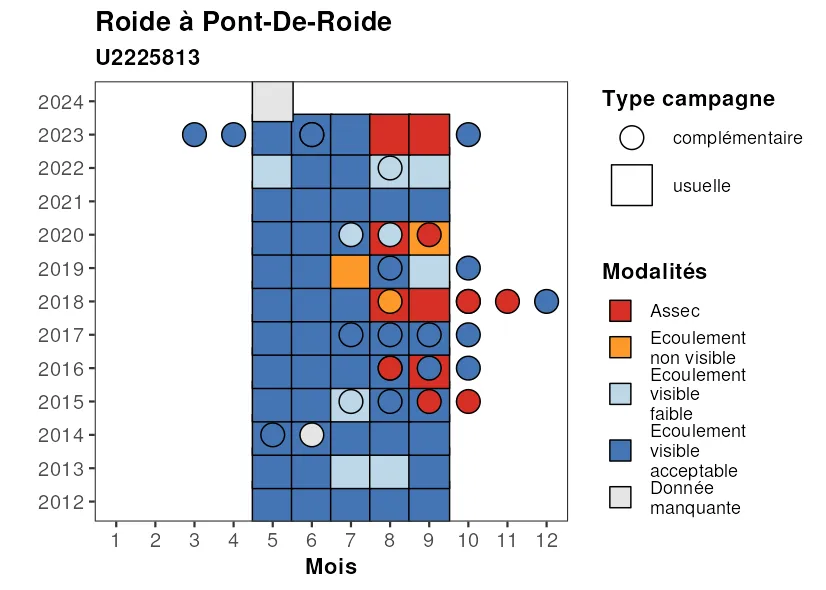 Roide à Pont-De-Roide
U2225813
2024
2023
2022
2021
2020
2019
2018
2017
2016
2015
2014
2013
2012
1 2 3 4 5 6 7 8 9 10 11 12
Mois
Type campagne
complémentaire
usuelle
Modalités
Assec
Ecoulement
non visible
Ecoulement
visible
faible
Ecoulement
visible
acceptable
Donnée
manquante